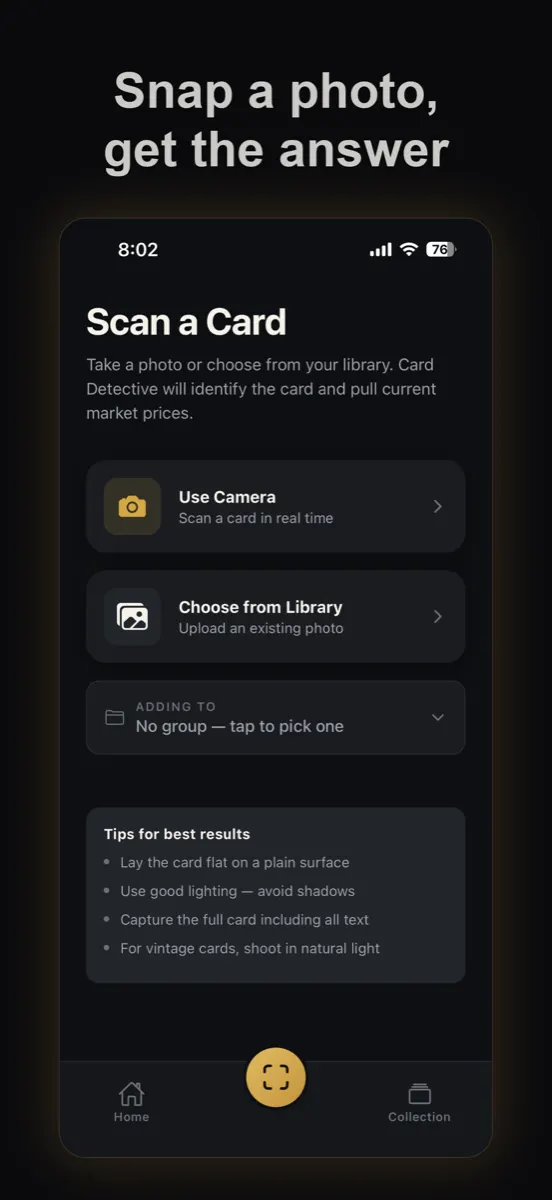 Snap a photo,
get the answer
8:02
76
Scan a Card
Take a photo or choose from your library. Card
Detective will identify the card and pull current
market prices.
Use Camera
Scan a card in real time
Choose from Library
Upload an existing photo
ADDING TO
No group — tap to pick one
Tips for best results
• Lay the card flat on a plain surface
• Use good lighting — avoid shadows
• Capture the full card including all text
• For vintage cards, shoot in natural light
Home
Collection